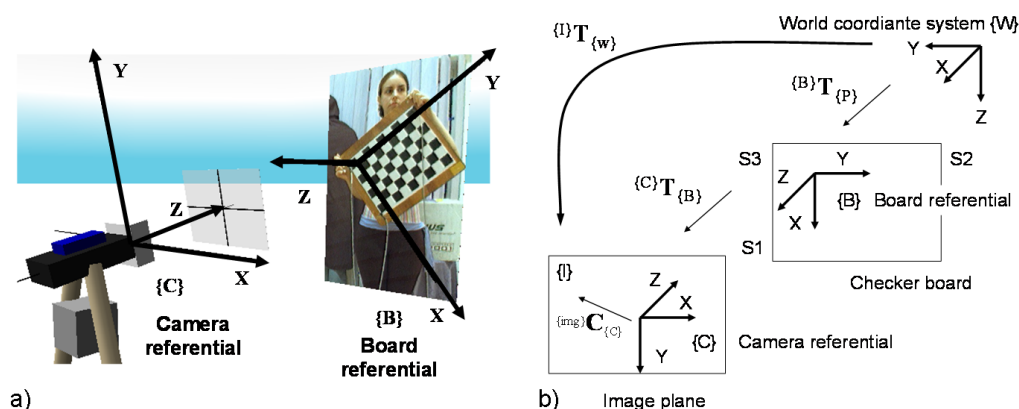 Y
Z
X
{C}
Camera
referential
Y
Z
X
{B}
Board
referential
a)
World coordiante system {W}
{I}T{w}
Y
X
Z
{B}T{P}
S3
S2
Y
Z
X
{B}
Board referential
{C}T{B}
S1
Checker board
{I}
Z
X
{img}C{C}
Y
{C}
Camera referential
b)
Image plane